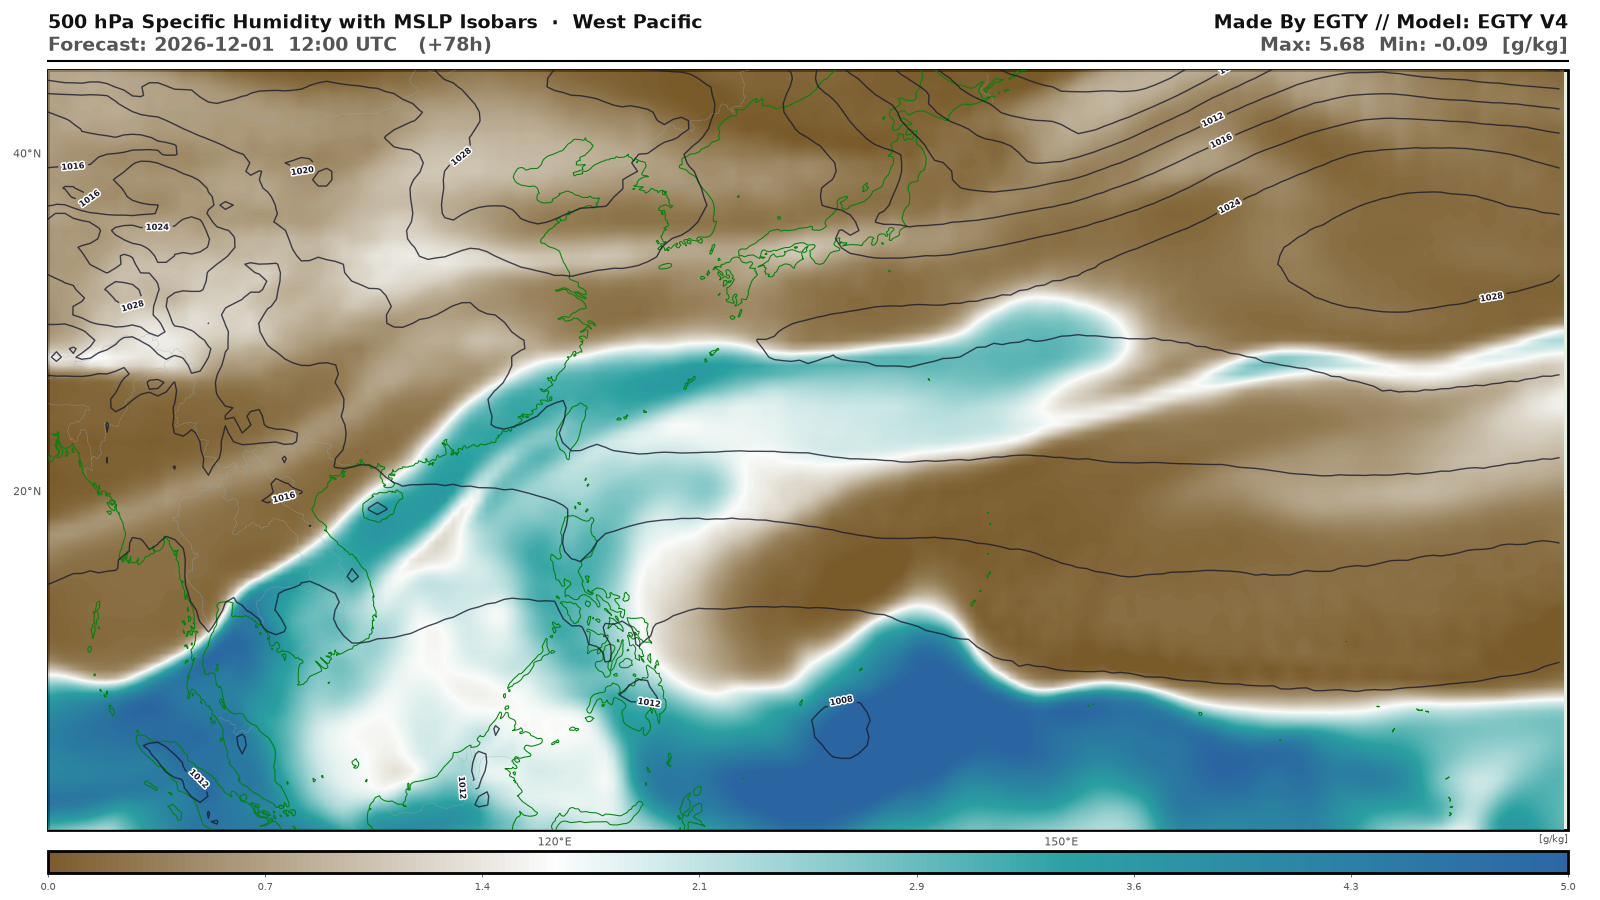 500 hPa Specific Humidity with MSLP Isobars · West Pacific
Made By EGTY // Model: EGTY V4
Forecast: 2026-12-01 12:00 UTC (+78h)
Max: 5.68 Min: -0.09 [g/kg]
1012
1016
1028
40°N
1016
1020
1016
1024
1024
1028
1028
20°N
1016
1008
1012
1012
1012
120°E
150°E
[g/kg]
0.0
0.7
1.4
2.1
2.9
3.6
4.3
5.0